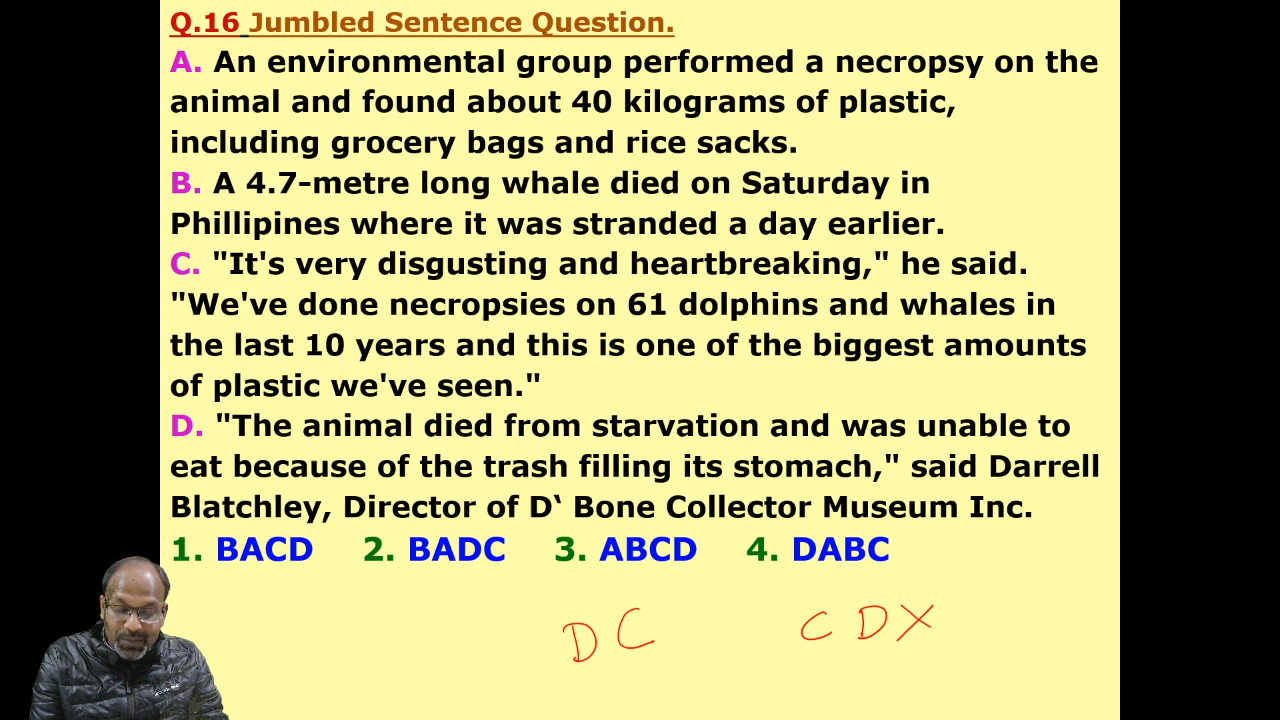 Q.16 Jumbled Sentence Question.
A. An environmental group performed a necropsy on the
animal and found about 40 kilograms of plastic,
including grocery bags and rice sacks.
B. A 4.7-metre long whale died on Saturday in
Phillipines where it was stranded a day earlier.
C. "It's very disgusting and heartbreaking," he said.
"We've done necropsies on 61 dolphins and whales in
the last 10 years and this is one of the biggest amounts
of plastic we've seen."
D. "The animal died from starvation and was unable to
eat because of the trash filling its stomach," said Darrell
Blatchley, Director of D‘ Bone Collector Museum Inc.
1. BACD 2. BADC 3. ABCD 4. DABC
D C C D X